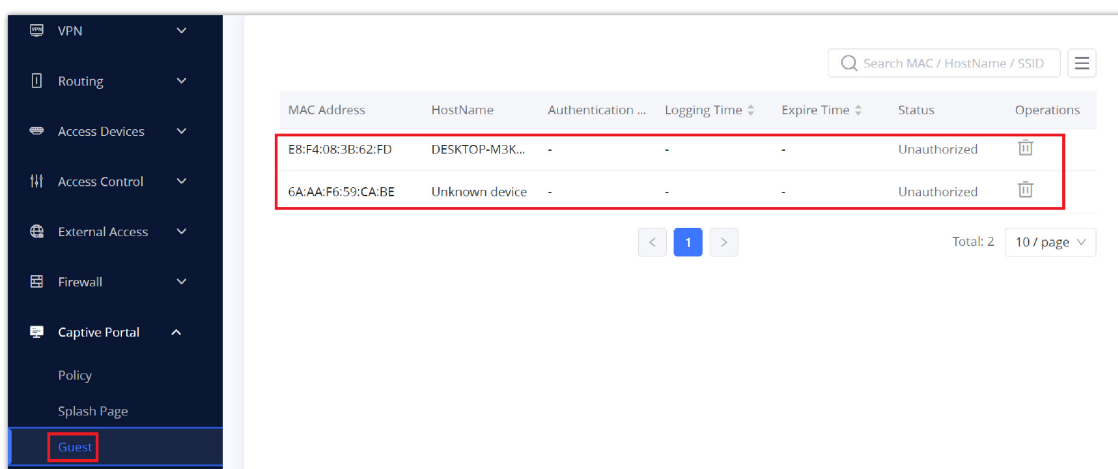 VPN
Routing
Access Devices
Access Control
External Access
Firewall
Captive Portal
Policy
Splash Page
Guest
Search MAC / HostName / SSID
MAC Address HostName Authentication ... Logging Time Expire Time Status Operations
E8:F4:08:3B:62:FD DESKTOP-M3K... - - - Unauthorized
6A:AA:F6:59:CA:BE Unknown device - - - Unauthorized
< 1 > Total: 2 10 / page